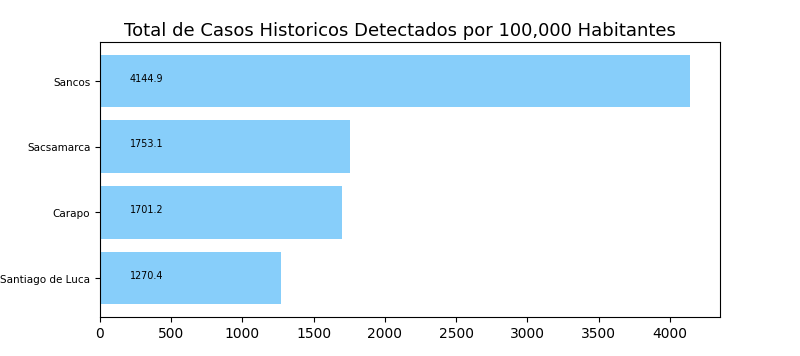 Total de Casos Historicos Detectados por 100,000 Habitantes
Sancos
4144.9
Sacsamarca
1753.1
Carapo
1701.2
Santiago de Luca
1270.4
0 500 1000 1500 2000 2500 3000 3500 4000